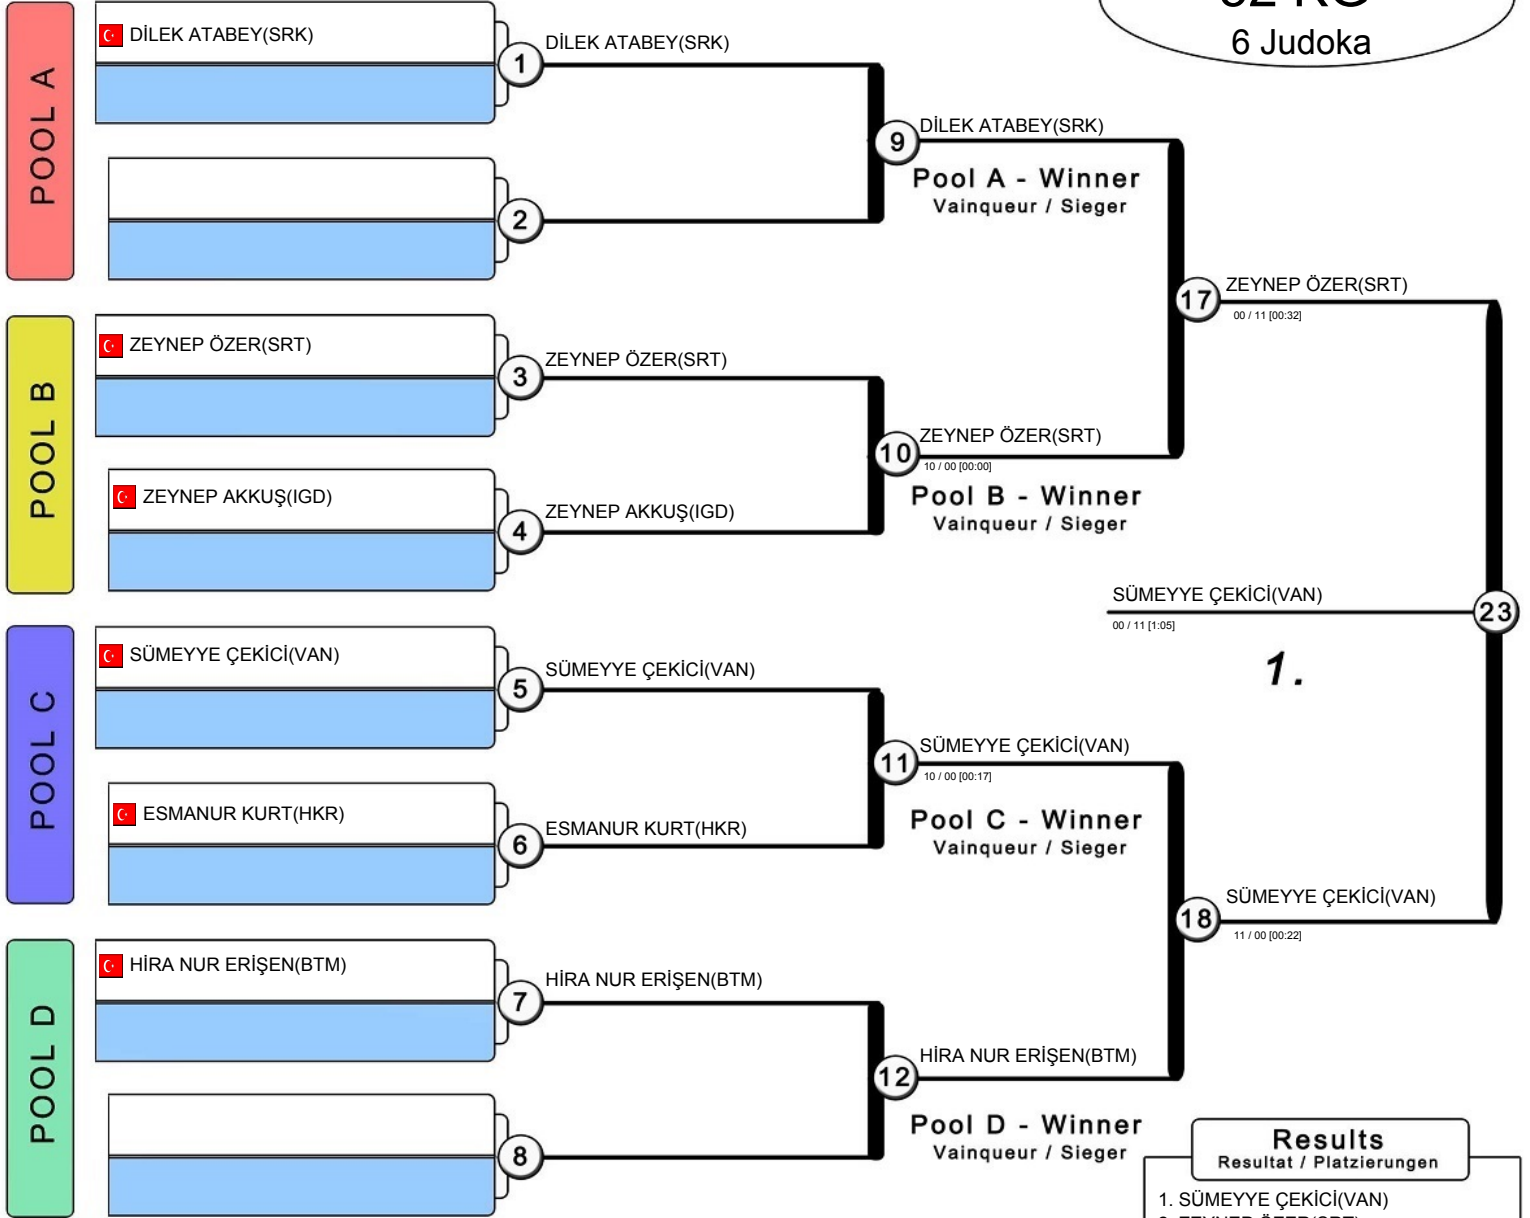 52 KG
6 Judoka
POOL A
DİLEK ATABEY(SRK)
1
DİLEK ATABEY(SRK)
2
9
DİLEK ATABEY(SRK)
Pool A - Winner
Vainqueur / Sieger
POOL B
ZEYNEP ÖZER(SRT)
3
ZEYNEP ÖZER(SRT)
ZEYNEP AKKUŞ(IGD)
4
ZEYNEP AKKUŞ(IGD)
10
ZEYNEP ÖZER(SRT)
10 / 00 [00:00]
Pool B - Winner
Vainqueur / Sieger
17
ZEYNEP ÖZER(SRT)
00 / 11 [00:32]
POOL C
SÜMEYYE ÇEKİCİ(VAN)
5
SÜMEYYE ÇEKİCİ(VAN)
ESMANUR KURT(HKR)
6
ESMANUR KURT(HKR)
11
SÜMEYYE ÇEKİCİ(VAN)
10 / 00 [00:17]
Pool C - Winner
Vainqueur / Sieger
POOL D
HİRA NUR ERİŞEN(BTM)
7
HİRA NUR ERİŞEN(BTM)
8
12
HİRA NUR ERİŞEN(BTM)
Pool D - Winner
Vainqueur / Sieger
18
SÜMEYYE ÇEKİCİ(VAN)
11 / 00 [00:22]
SÜMEYYE ÇEKİCİ(VAN)
23
00 / 11 [1:05]
1.
Results
Resultat / Platzierungen
1. SÜMEYYE ÇEKİCİ(VAN)
2. ZEYNEP ÖZER(SRT)